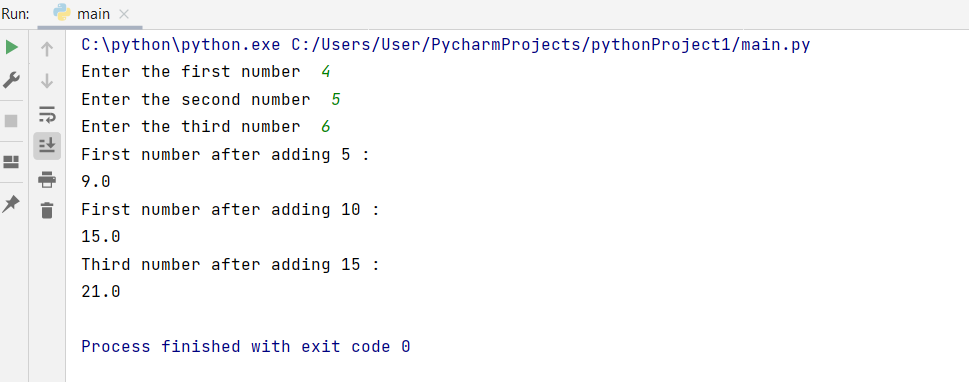 Run: main
C:\python\python.exe C:/Users/User/PycharmProjects/pythonProject1/main.py
Enter the first number  4
Enter the second number  5
Enter the third number  6
First number after adding 5 :
9.0
First number after adding 10 :
15.0
Third number after adding 15 :
21.0
Process finished with exit code 0